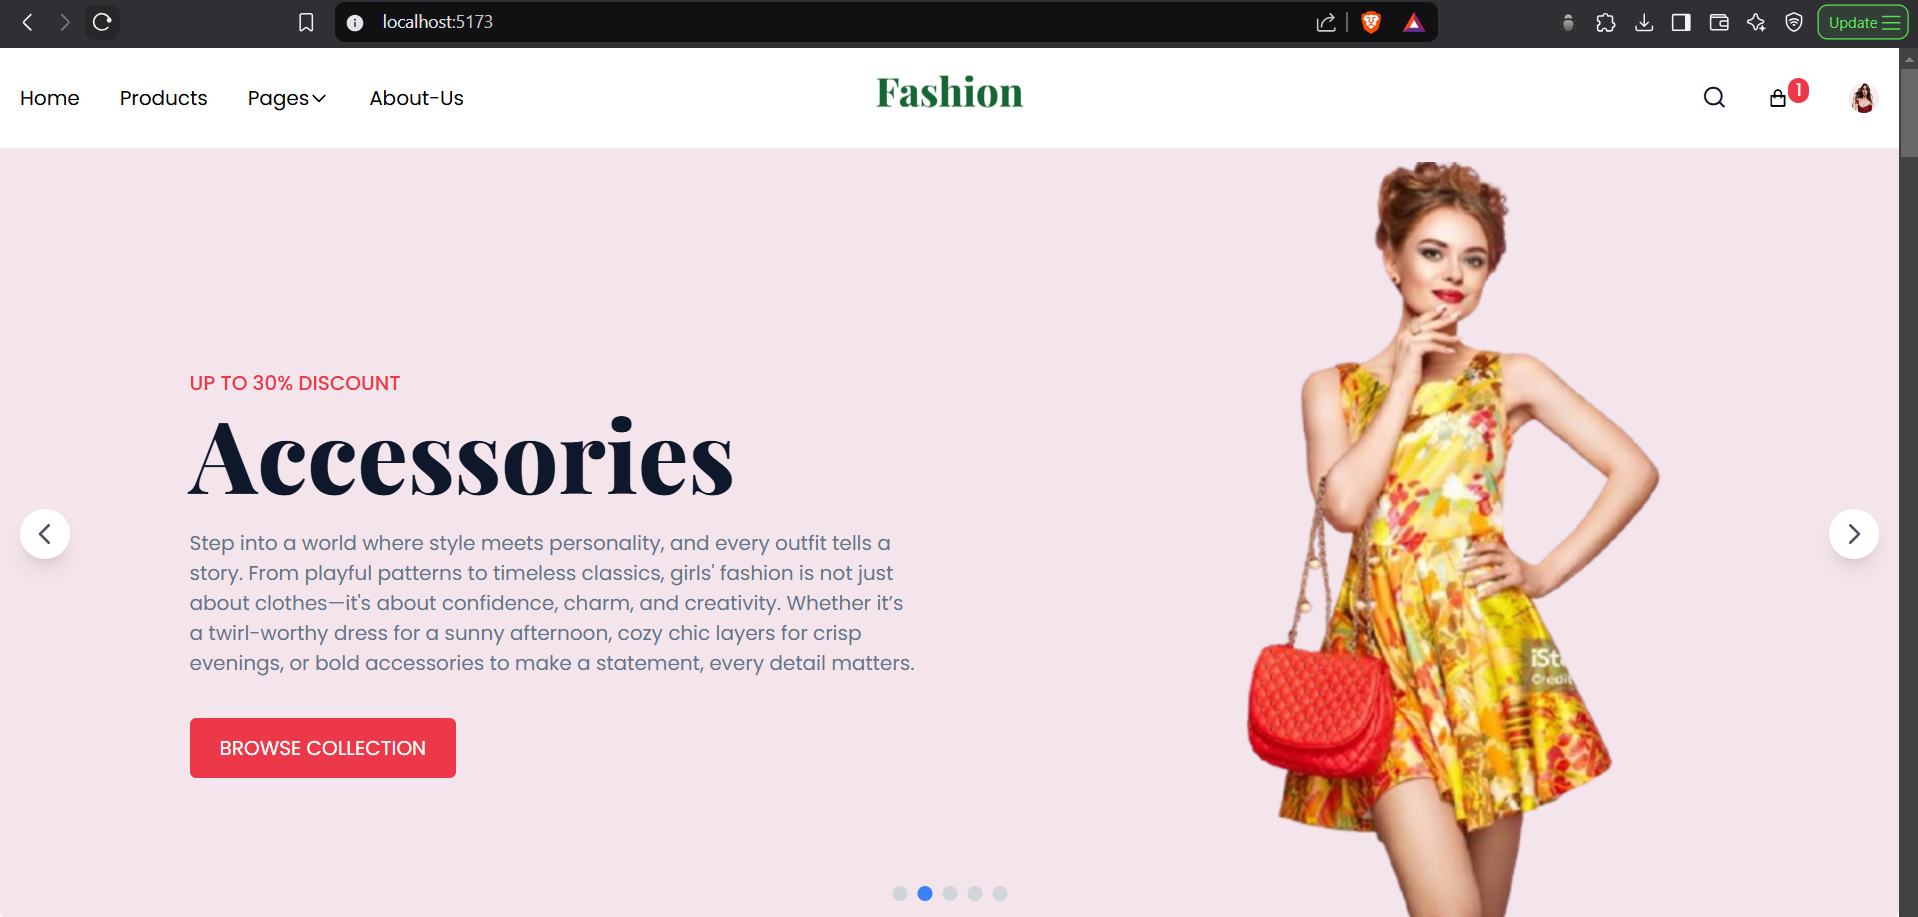 localhost:5173
Update
Home
Products
Pages
About-Us
Fashion
1
UP TO 30% DISCOUNT
Accessories
Step into a world where style meets personality, and every outfit tells a
story. From playful patterns to timeless classics, girls' fashion is not just
about clothes—it's about confidence, charm, and creativity. Whether it’s
a twirl-worthy dress for a sunny afternoon, cozy chic layers for crisp
evenings, or bold accessories to make a statement, every detail matters.
BROWSE COLLECTION